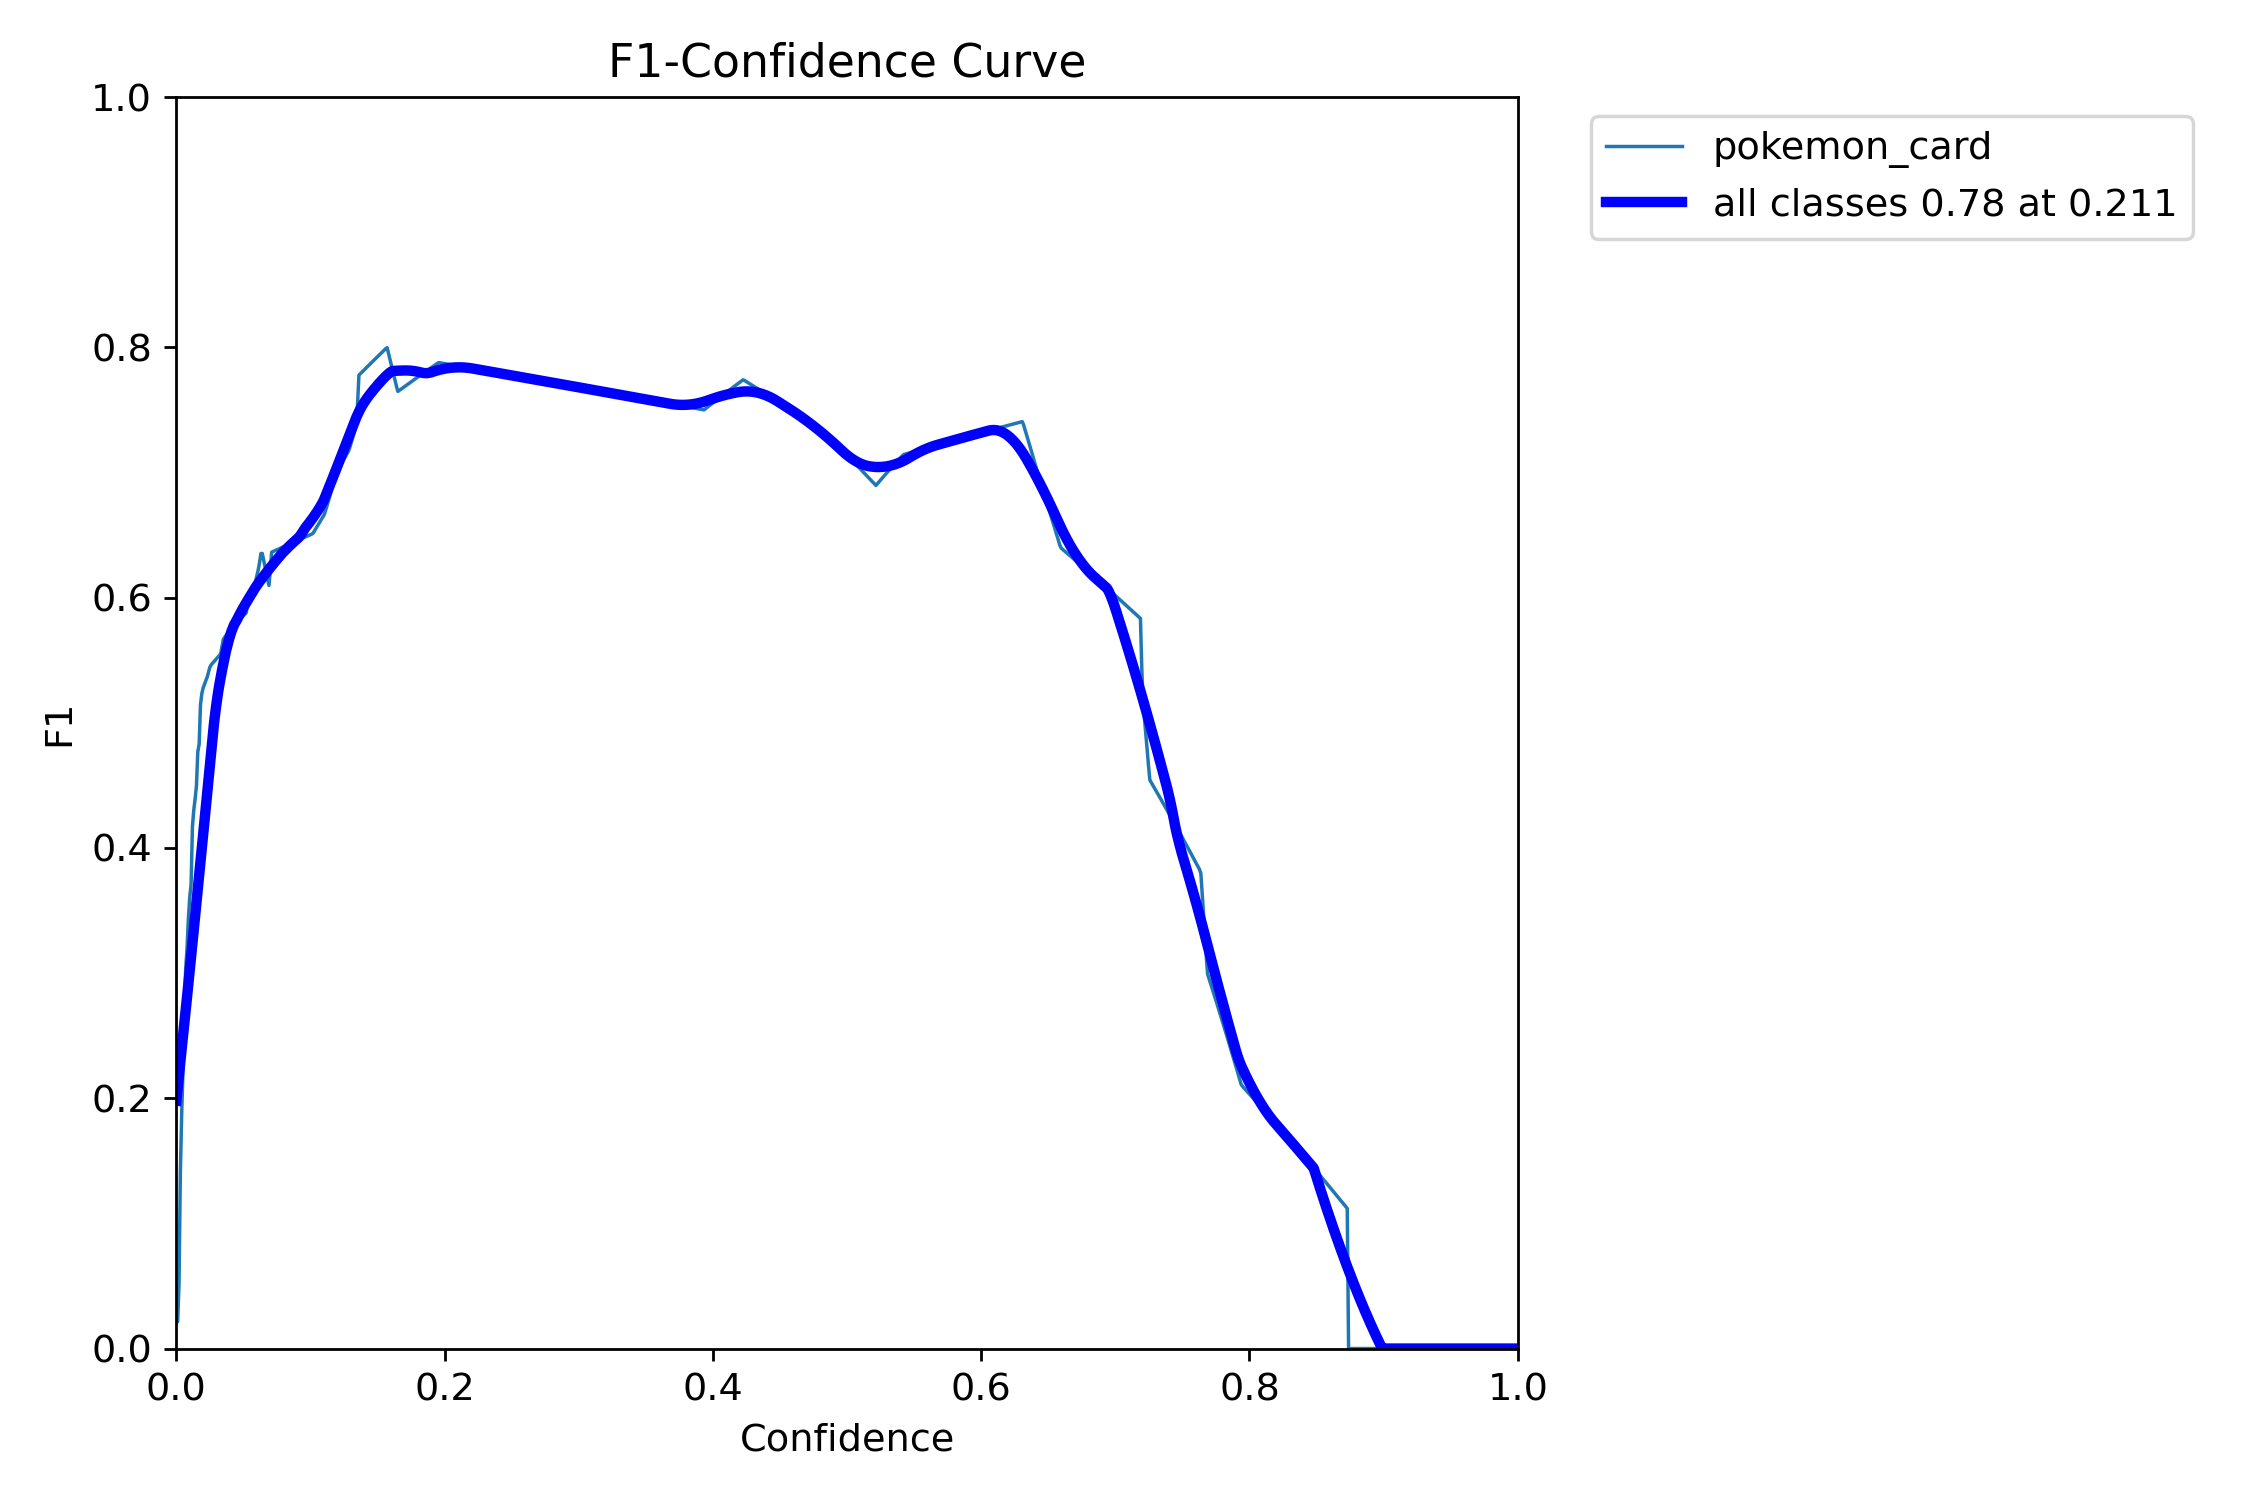 F1-Confidence Curve
1.0
0.8
0.6
0.4
0.2
0.0
F1
0.0 0.2 0.4 0.6 0.8 1.0
Confidence
pokemon_card
all classes 0.78 at 0.211